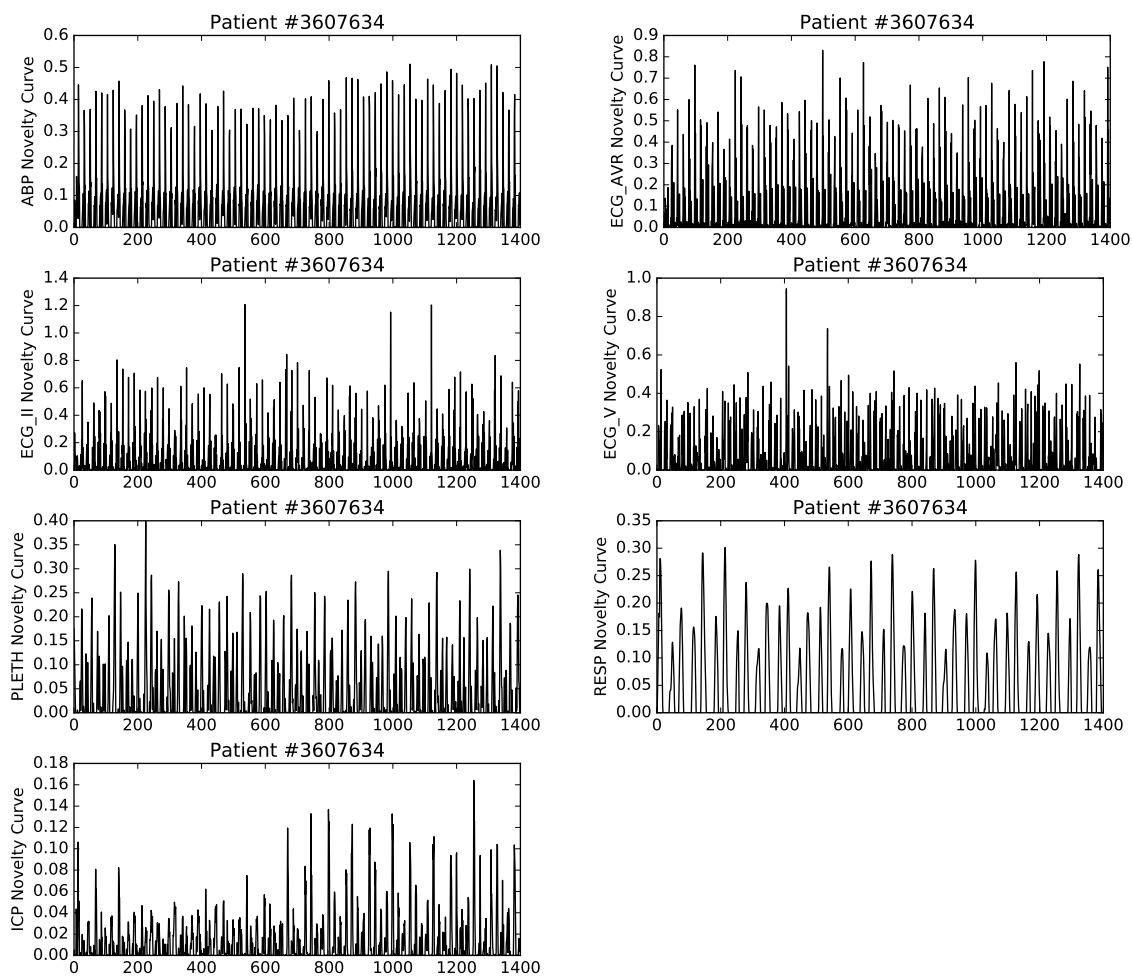 Patient #3607634
ABP Novelty Curve
0.6
0.5
0.4
0.3
0.2
0.1
0.0
0 200 400 600 800 1000 1200 1400
Patient #3607634
ECG_AVR Novelty Curve
0.9
0.8
0.7
0.6
0.5
0.4
0.3
0.2
0.1
0.0
0 200 400 600 800 1000 1200 1400
Patient #3607634
ECG_II Novelty Curve
1.4
1.2
1.0
0.8
0.6
0.4
0.2
0.0
0 200 400 600 800 1000 1200 1400
Patient #3607634
ECG_V Novelty Curve
1.0
0.8
0.6
0.4
0.2
0.0
0 200 400 600 800 1000 1200 1400
Patient #3607634
PLETH Novelty Curve
0.40
0.35
0.30
0.25
0.20
0.15
0.10
0.05
0.00
0 200 400 600 800 1000 1200 1400
Patient #3607634
RESP Novelty Curve
0.35
0.30
0.25
0.20
0.15
0.10
0.05
0.00
0 200 400 600 800 1000 1200 1400
Patient #3607634
ICP Novelty Curve
0.18
0.16
0.14
0.12
0.10
0.08
0.06
0.04
0.02
0.00
0 200 400 600 800 1000 1200 1400